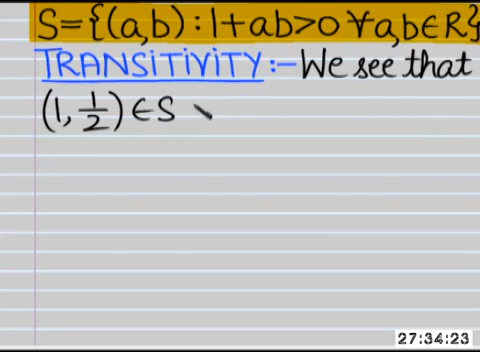 S={(a,b):1+ab>0 ∀a,b∈R}
TRANSITIVITY:- We see that
(1, 1/2) ∈ S
27:34:23